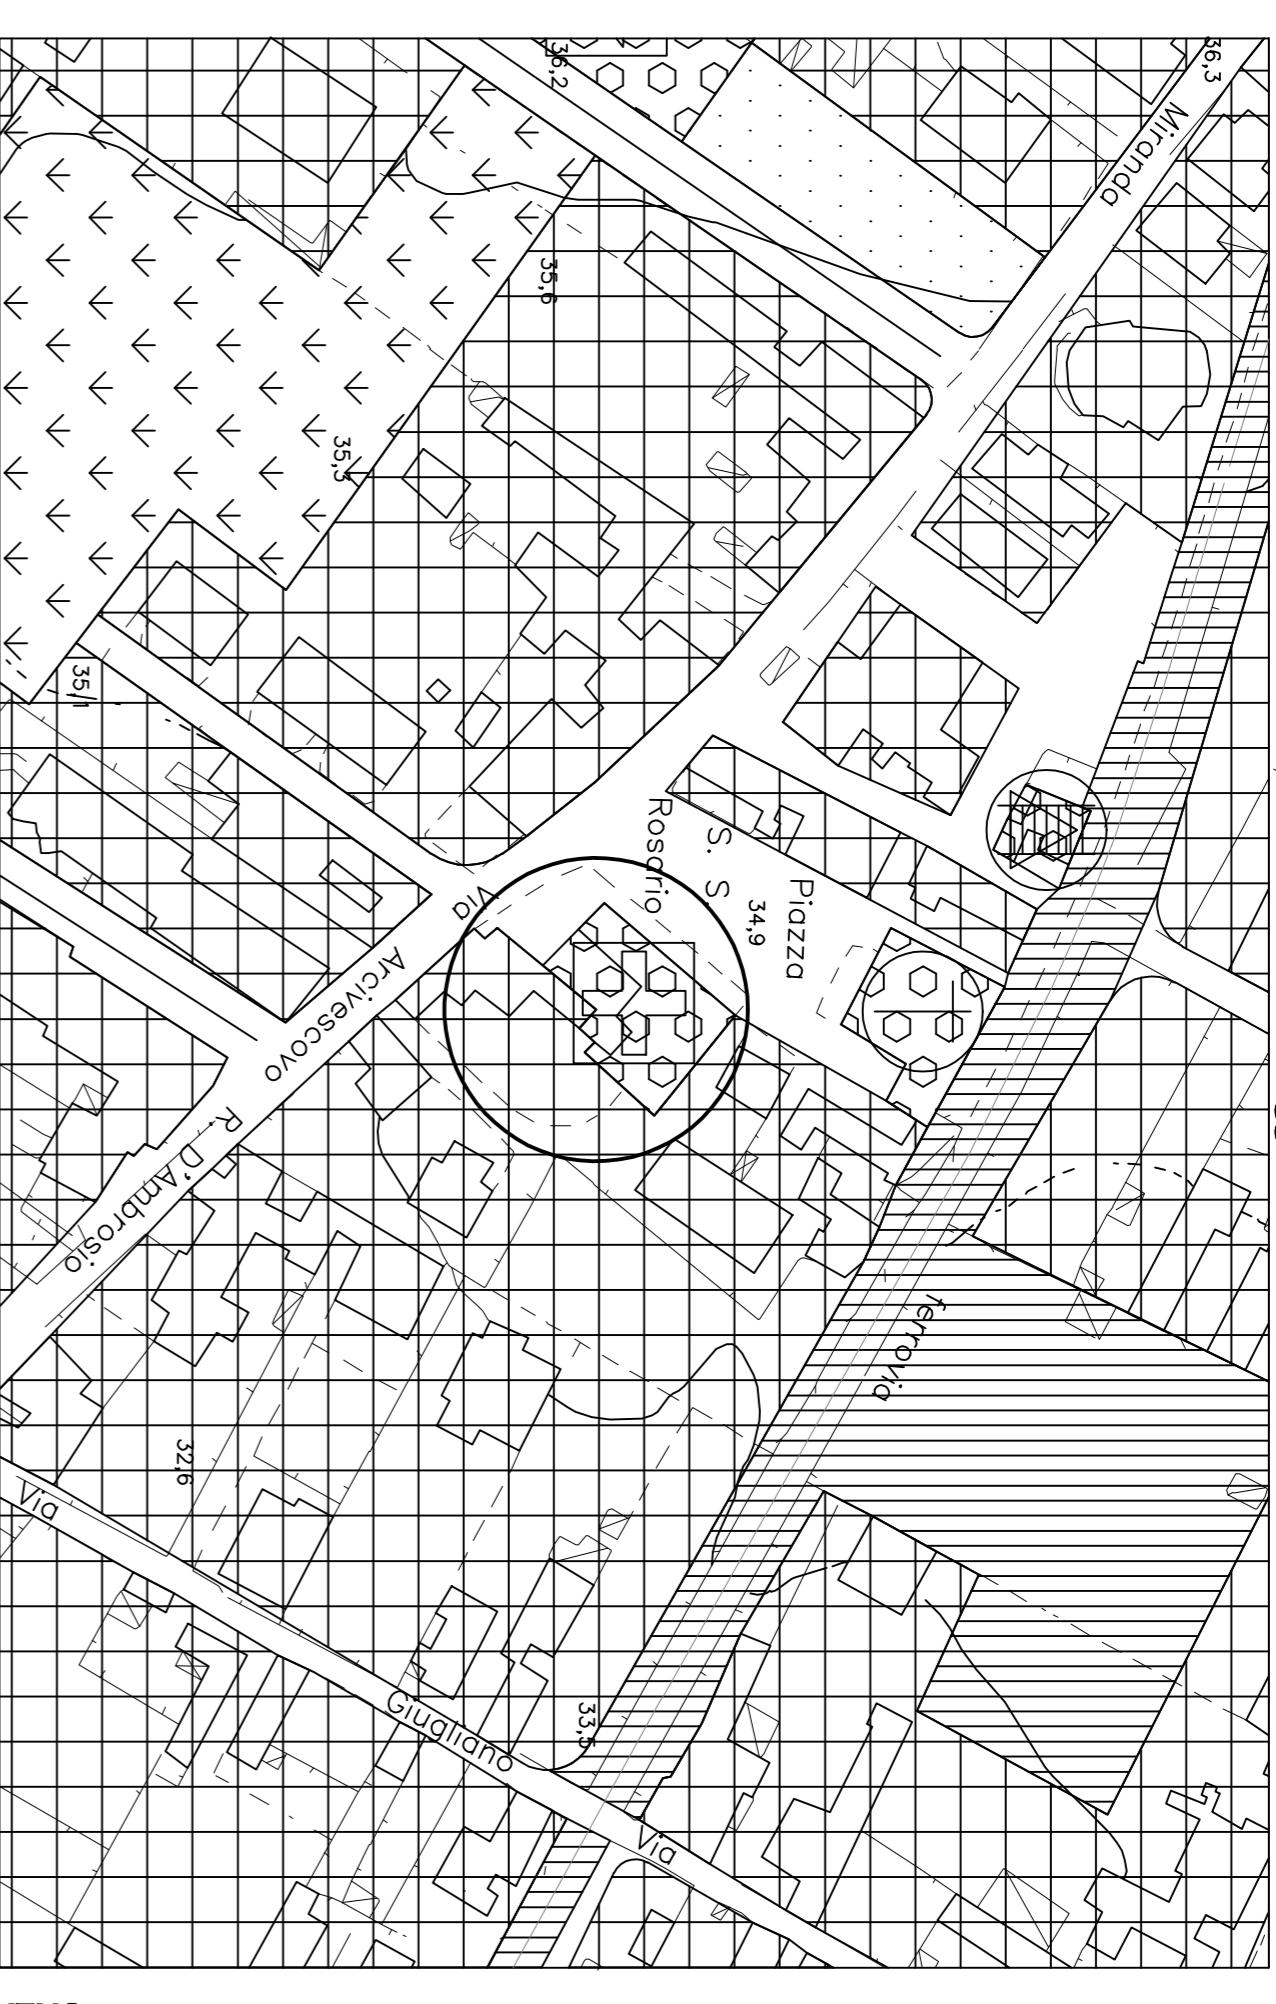 36,2
36,3
Miranda
35,6
35,3
35,1
Piazza
S. S.
Rosario
34,9
Via
Arcivescovo
R. D'Ambrosio
ferrovia
32,6
Via
Giugliano
33,5
Via